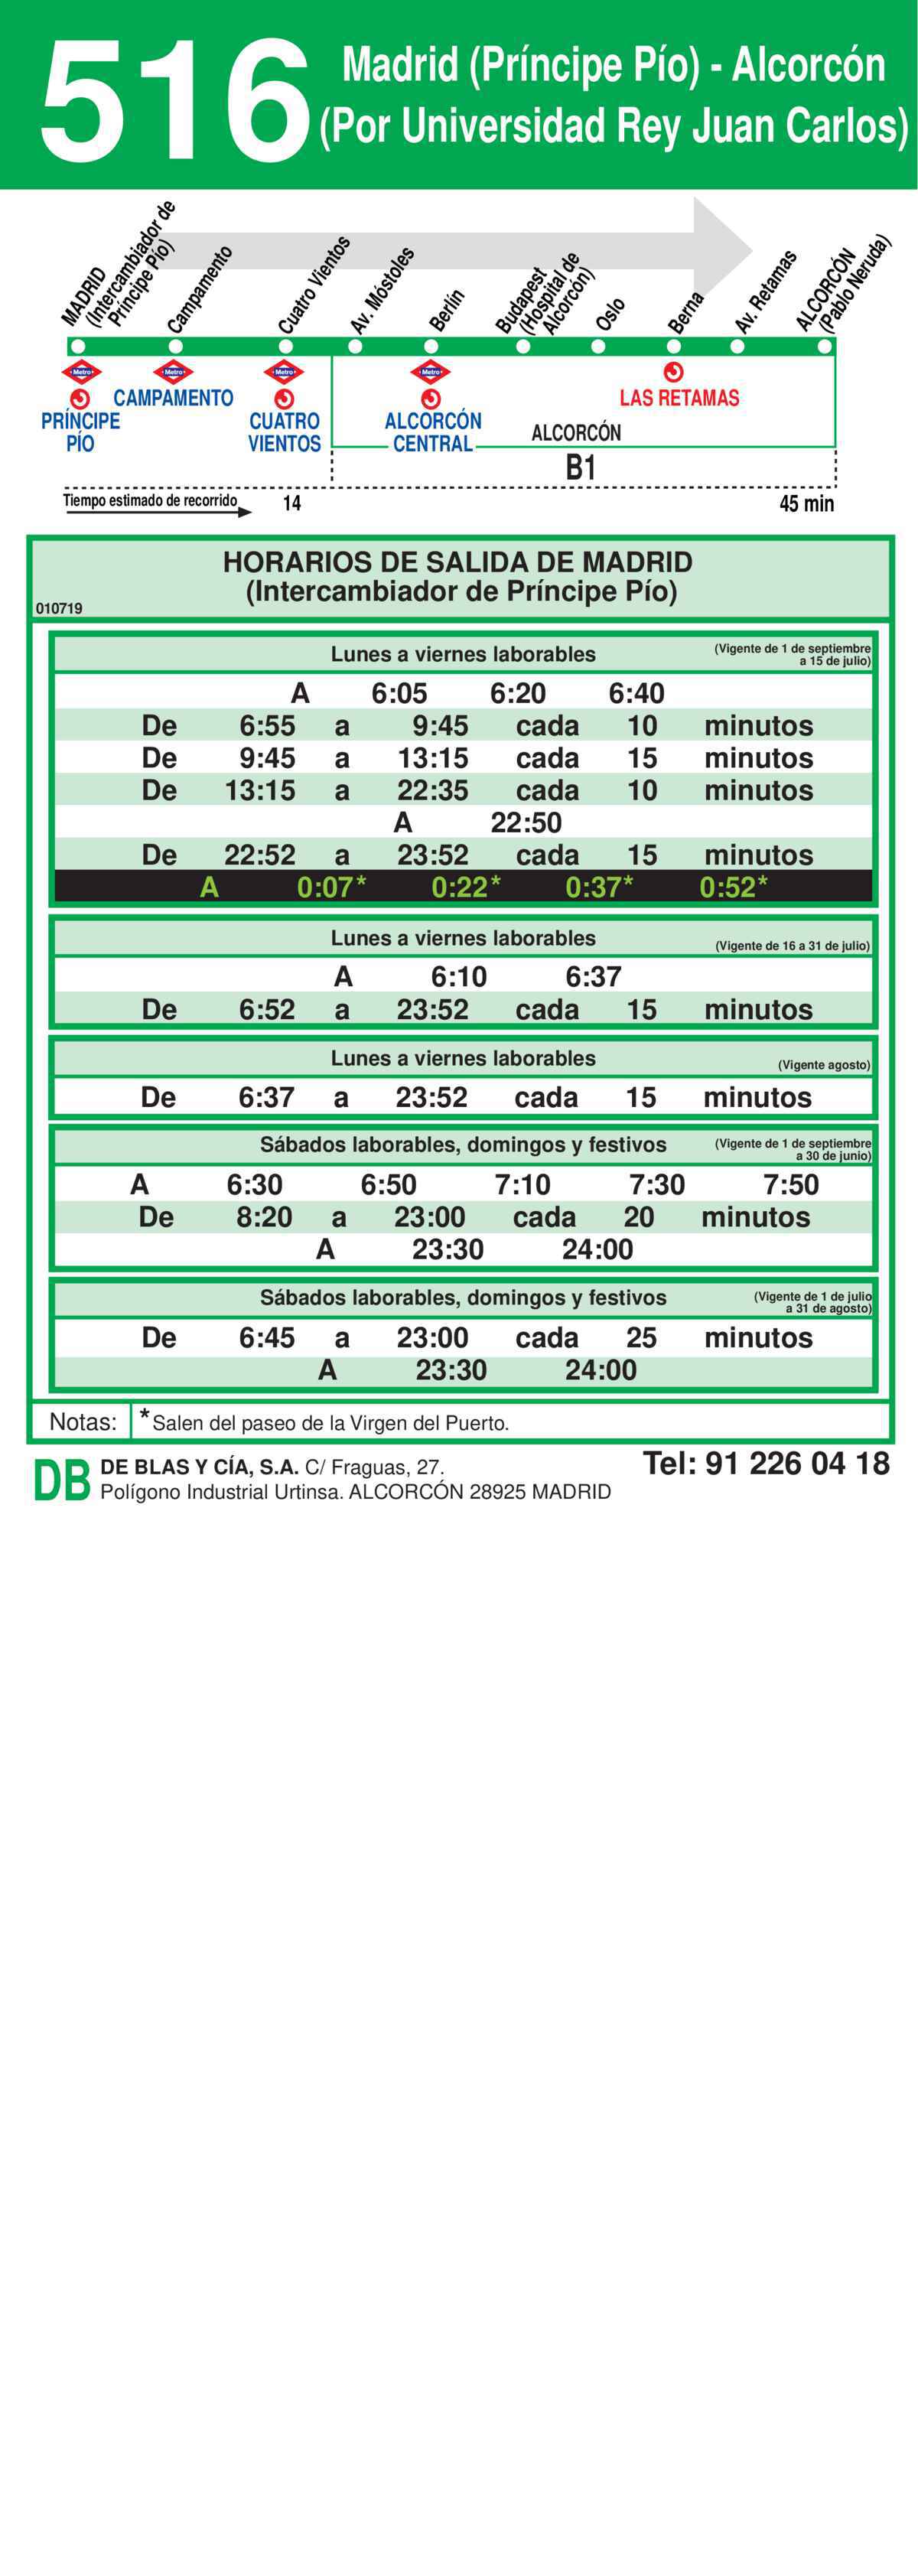 516
Madrid (Príncipe Pío) - Alcorcón
(Por Universidad Rey Juan Carlos)
MADRID
(Intercambiador de
Príncipe Pío)
Campamento
Cuatro Vientos
Av. Móstoles
Berlín
Budapest
(Hospital de
Alcorcón)
Oslo
Berna
Av. Retamas
ALCORCÓN
(Pablo Neruda)
Metro
Metro
Metro
Metro
PRÍNCIPE
PÍO
CAMPAMENTO
CUATRO
VIENTOS
ALCORCÓN
CENTRAL
LAS RETAMAS
ALCORCÓN
B1
Tiempo estimado de recorrido 14 45 min
HORARIOS DE SALIDA DE MADRID
(Intercambiador de Príncipe Pío)
010719
Lunes a viernes laborables
(Vigente de 1 de septiembre
a 15 de julio)
A 6:05 6:20 6:40
De 6:55 a 9:45 cada 10 minutos
De 9:45 a 13:15 cada 15 minutos
De 13:15 a 22:35 cada 10 minutos
A 22:50
De 22:52 a 23:52 cada 15 minutos
A 0:07* 0:22* 0:37* 0:52*
Lunes a viernes laborables (Vigente de 16 a 31 de julio)
A 6:10 6:37
De 6:52 a 23:52 cada 15 minutos
Lunes a viernes laborables (Vigente agosto)
De 6:37 a 23:52 cada 15 minutos
Sábados laborables, domingos y festivos
(Vigente de 1 de septiembre
a 30 de junio)
A 6:30 6:50 7:10 7:30 7:50
De 8:20 a 23:00 cada 20 minutos
A 23:30 24:00
Sábados laborables, domingos y festivos
(Vigente de 1 de julio
a 31 de agosto)
De 6:45 a 23:00 cada 25 minutos
A 23:30 24:00
Notas: *Salen del paseo de la Virgen del Puerto.
DB
DE BLAS Y CÍA, S.A. C/ Fraguas, 27.
Polígono Industrial Urtinsa. ALCORCÓN 28925 MADRID
Tel: 91 226 04 18